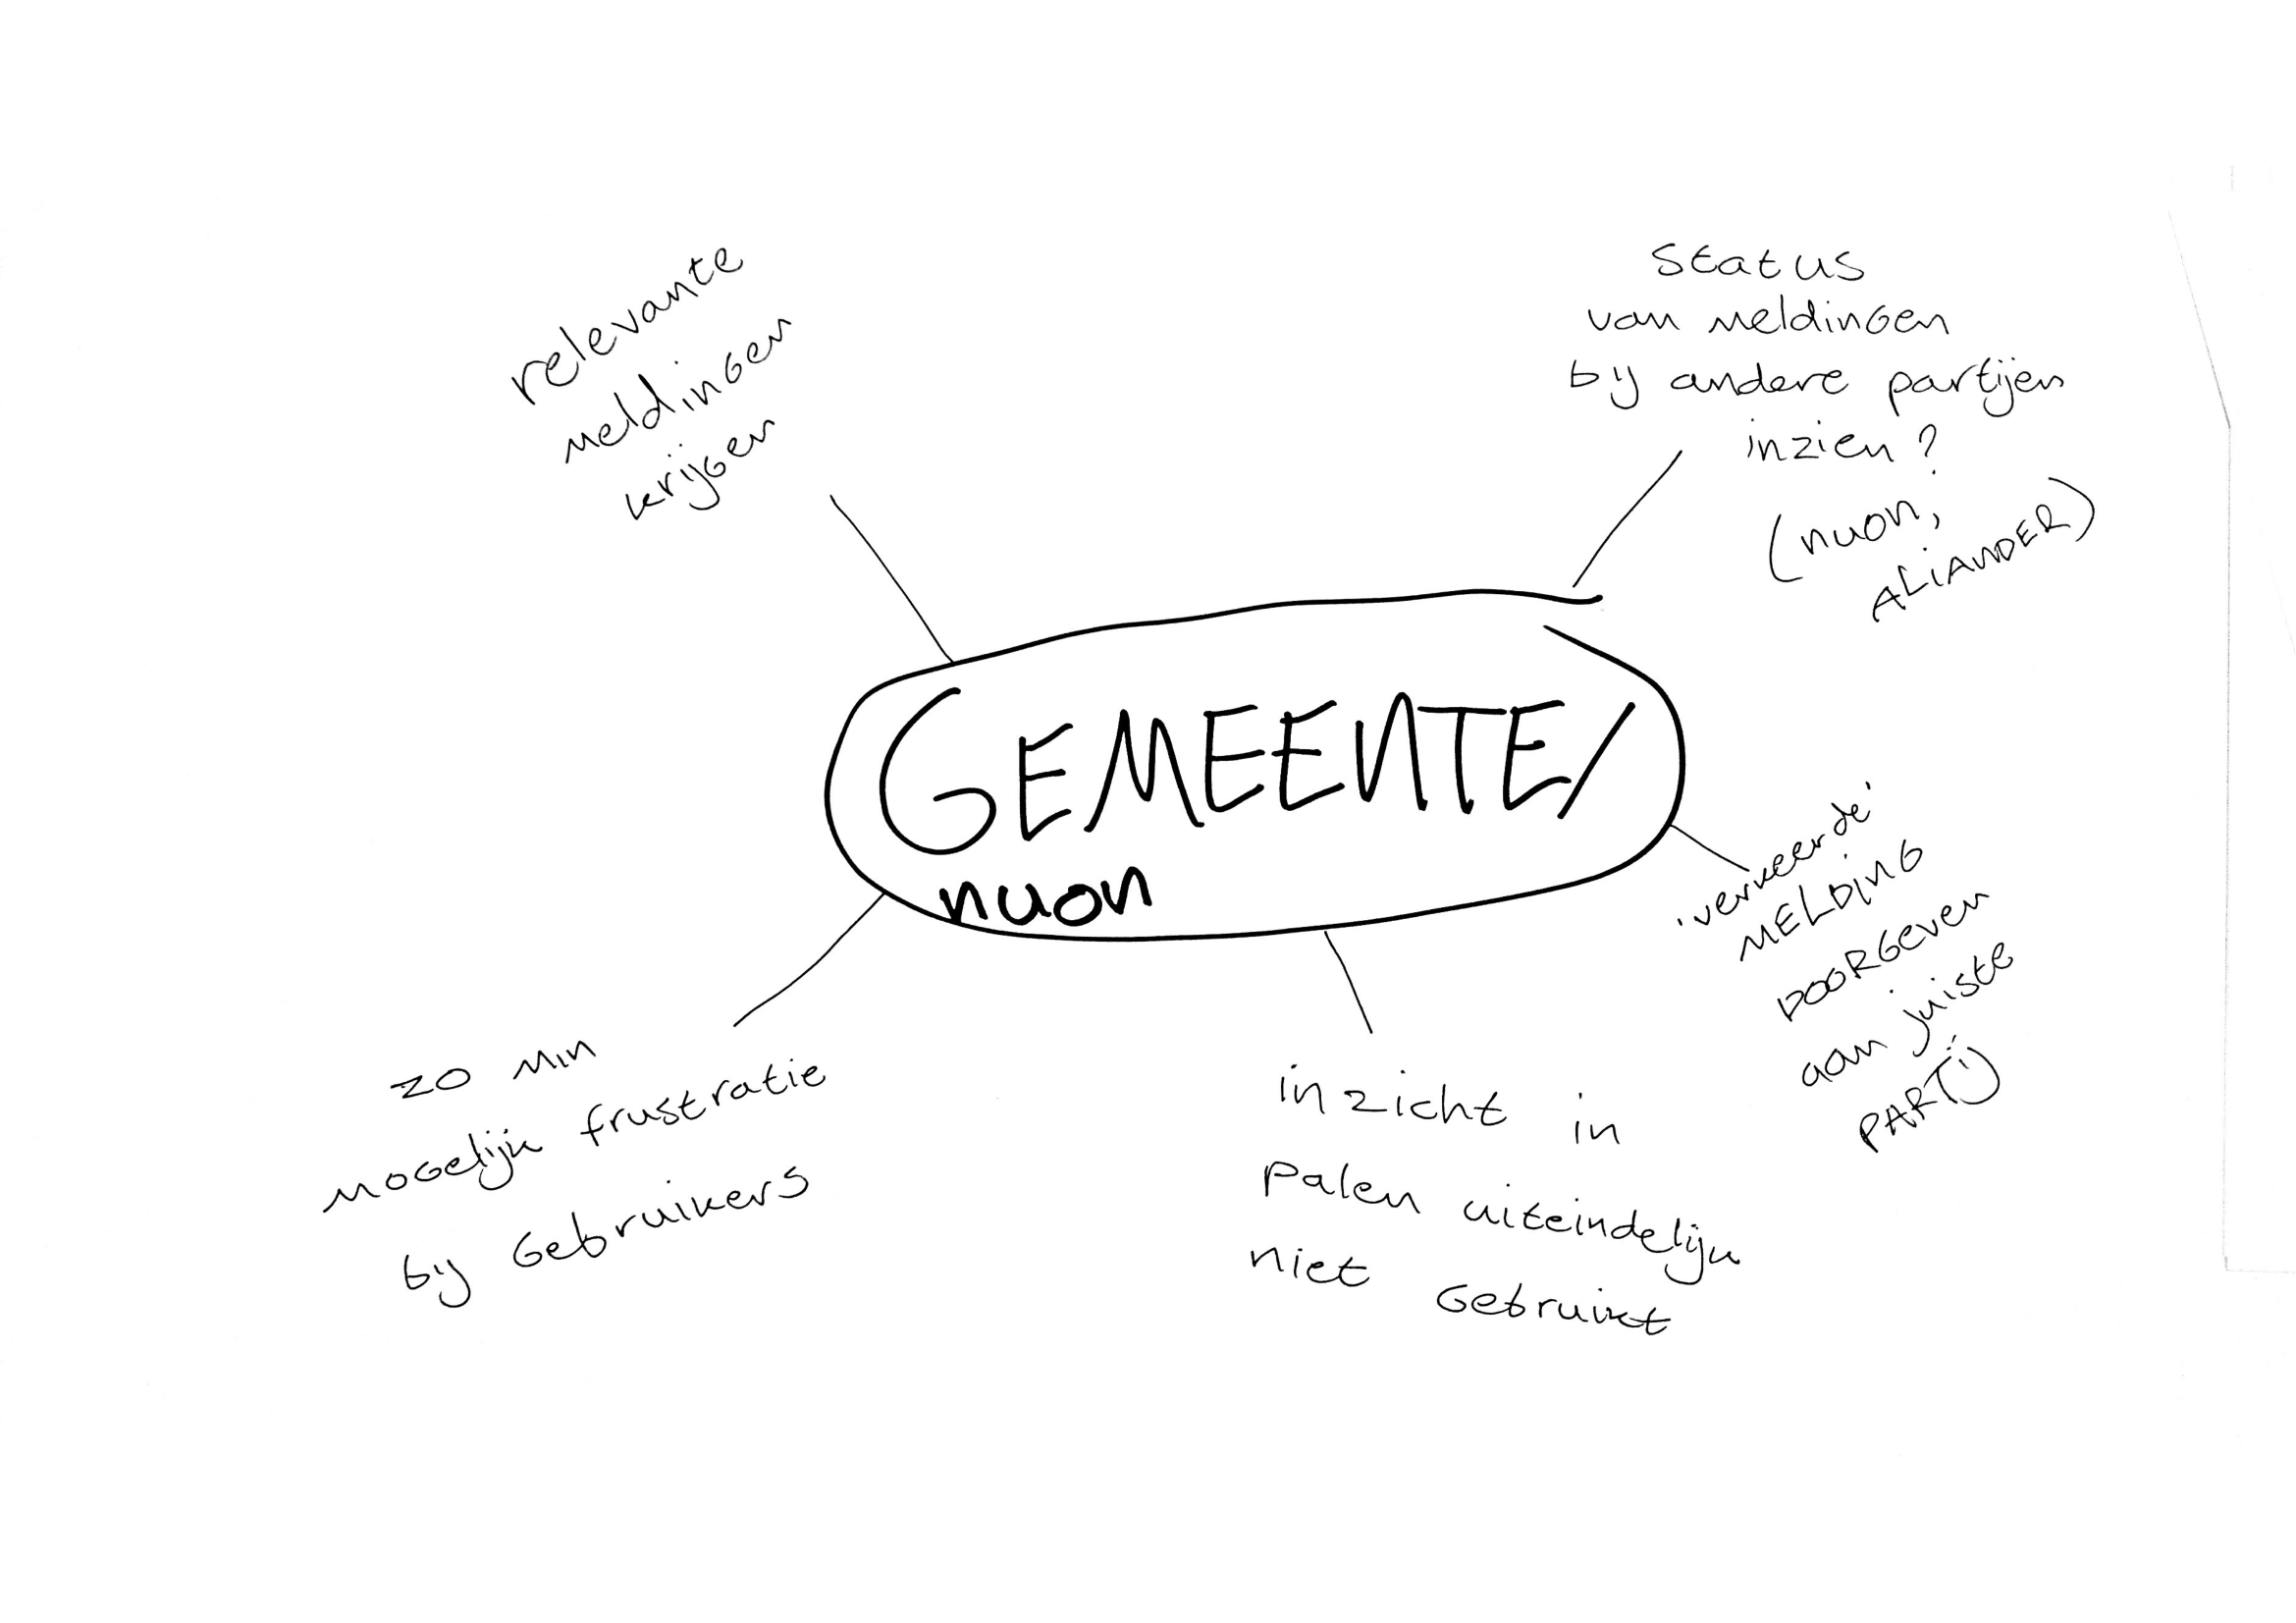 relevante
meldingen
krijgen
status
van meldingen
bij andere partijen
inzien?
(nuon,
ALIANDER)
GEMEENTE/
nuon
'verkeerde'
MELDING
DOORGEVEN
aan juiste
PARTIJ
zo min
mogelijk frustratie
bij Gebruikers
inzicht in
Palen uiteindelijk
niet Gebruikt